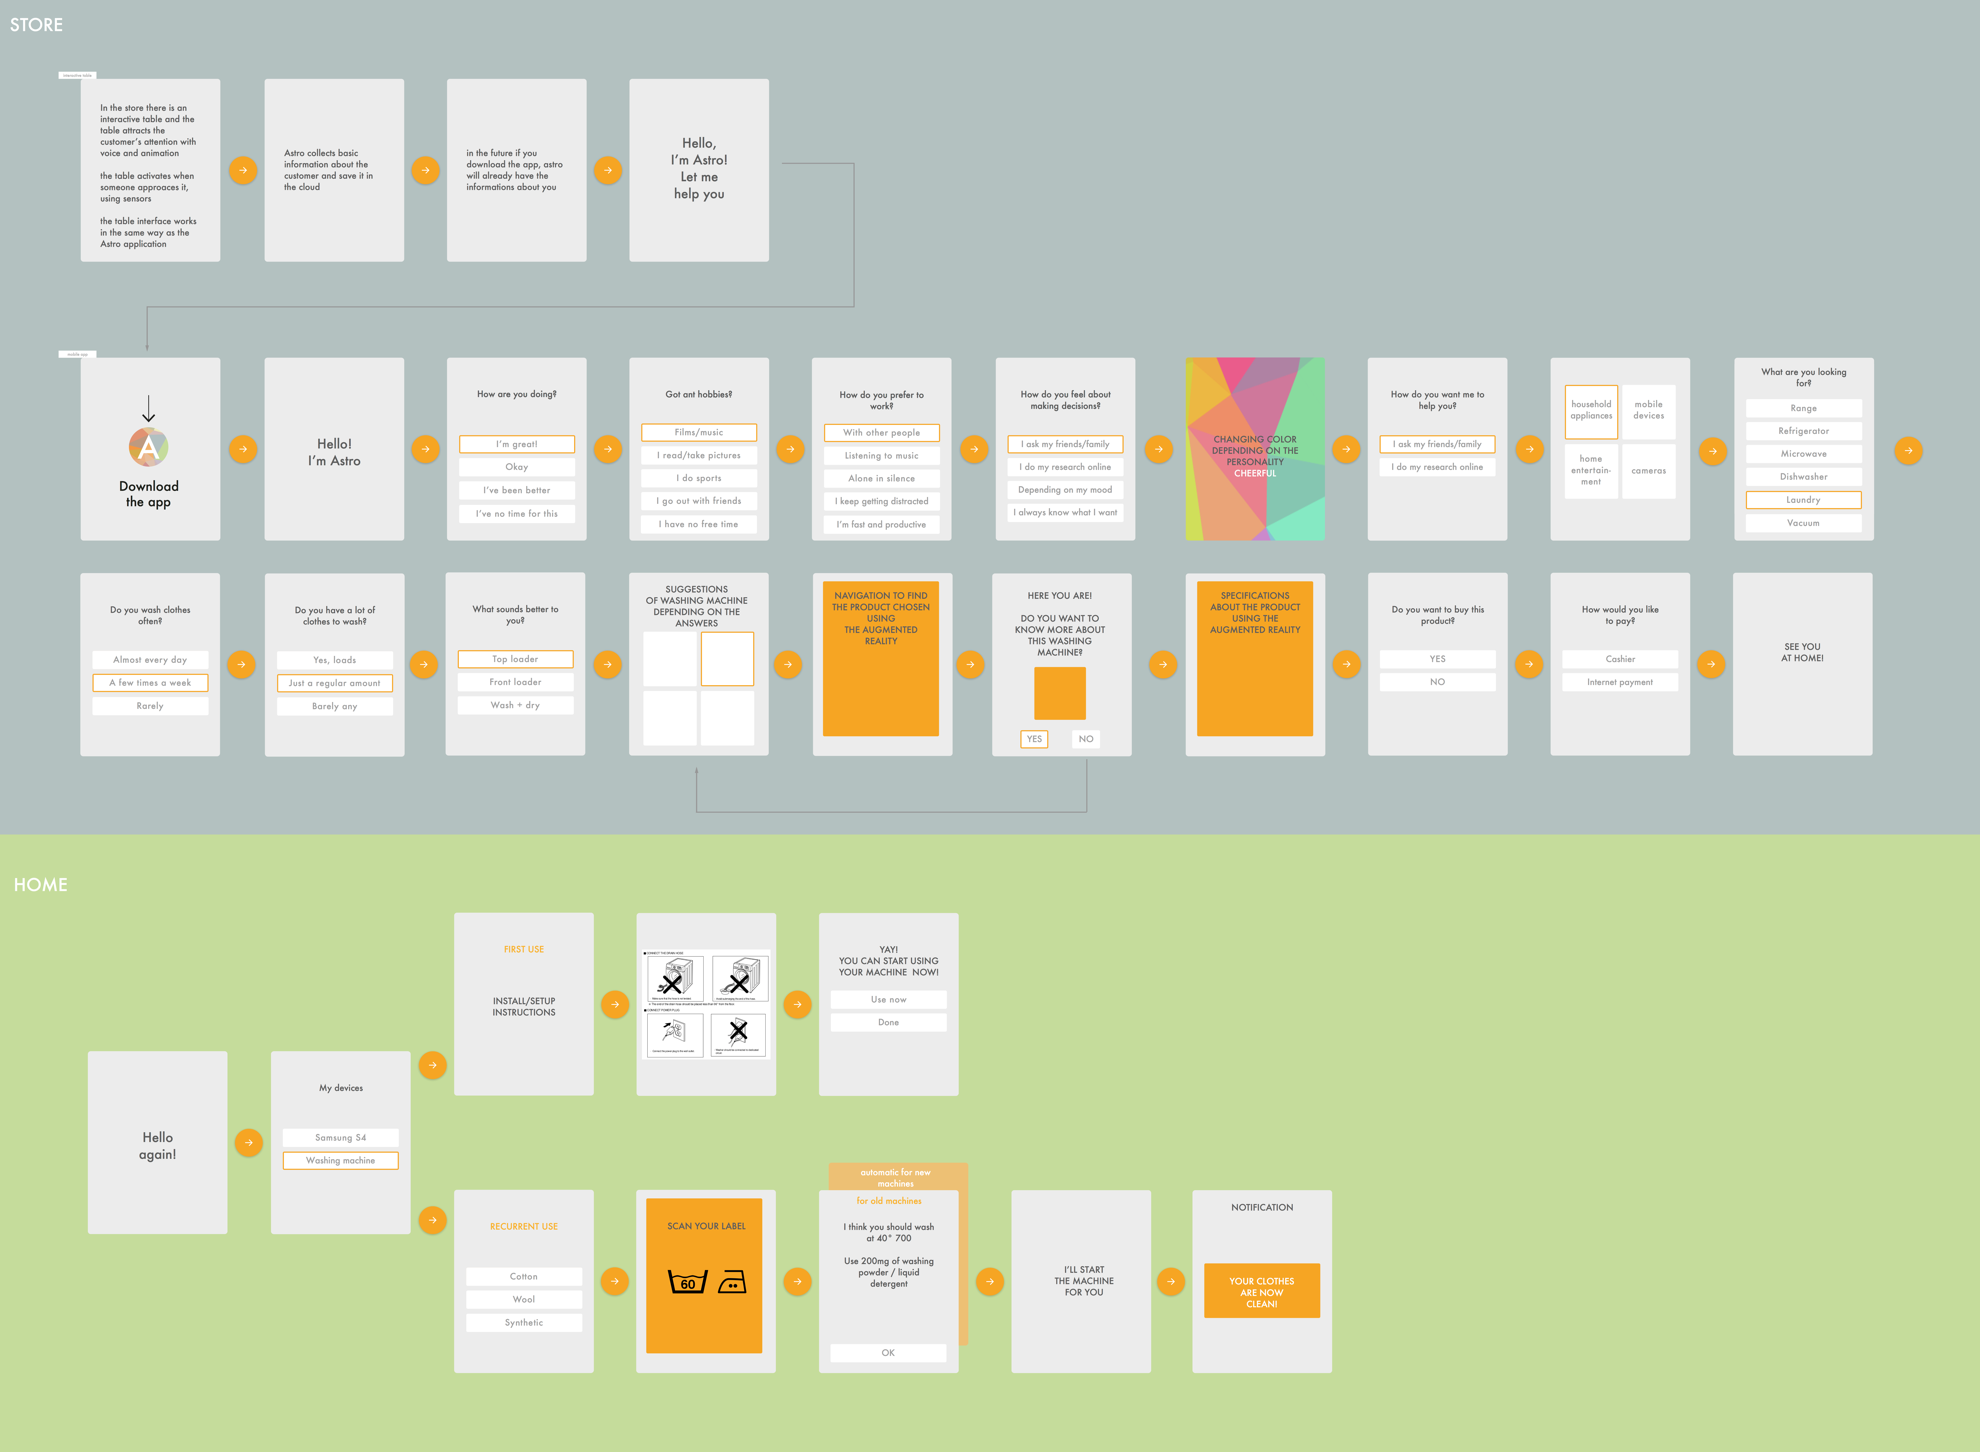 STORE
interactive table
In the store there is an
interactive table and the
table attracts the
customer's attention with
voice and animation
the table activates when
someone approaces it,
using sensors
the table interface works
in the same way as the
Astro application
Astro collects basic
information about the
customer and save it in
the cloud
in the future if you
download the app, astro
will already have the
informations about you
Hello,
I'm Astro!
Let me
help you
mobile app
A
Download
the app
Hello!
I'm Astro
How are you doing?
I'm great!
Okay
I've been better
I've no time for this
Got ant hobbies?
Films/music
I read/take pictures
I do sports
I go out with friends
I have no free time
How do you prefer to
work?
With other people
Listening to music
Alone in silence
I keep getting distracted
I'm fast and productive
How do you feel about
making decisions?
I ask my friends/family
I do my research online
Depending on my mood
I always know what I want
CHANGING COLOR
DEPENDING ON THE
PERSONALITY
CHEERFUL
How do you want me to
help you?
I ask my friends/family
I do my research online
household
appliances
mobile
devices
home
entertain-
ment
cameras
What are you looking
for?
Range
Refrigerator
Microwave
Dishwasher
Laundry
Vacuum
Do you wash clothes
often?
Almost every day
A few times a week
Rarely
Do you have a lot of
clothes to wash?
Yes, loads
Just a regular amount
Barely any
What sounds better to
you?
Top loader
Front loader
Wash + dry
SUGGESTIONS
OF WASHING MACHINE
DEPENDING ON THE
ANSWERS
NAVIGATION TO FIND
THE PRODUCT CHOSEN
USING
THE AUGMENTED
REALITY
HERE YOU ARE!
DO YOU WANT TO
KNOW MORE ABOUT
THIS WASHING
MACHINE?
YES
NO
SPECIFICATIONS
ABOUT THE PRODUCT
USING THE
AUGMENTED REALITY
Do you want to buy this
product?
YES
NO
How would you like
to pay?
Cashier
Internet payment
SEE YOU
AT HOME!
HOME
Hello
again!
My devices
Samsung S4
Washing machine
FIRST USE
INSTALL/SETUP
INSTRUCTIONS
YAY!
YOU CAN START USING
YOUR MACHINE NOW!
Use now
Done
RECURRENT USE
Cotton
Wool
Synthetic
SCAN YOUR LABEL
60
automatic for new
machines
for old machines
I think you should wash
at 40° 700
Use 200mg of washing
powder / liquid
detergent
OK
I'LL START
THE MACHINE
FOR YOU
NOTIFICATION
YOUR CLOTHES
ARE NOW
CLEAN!